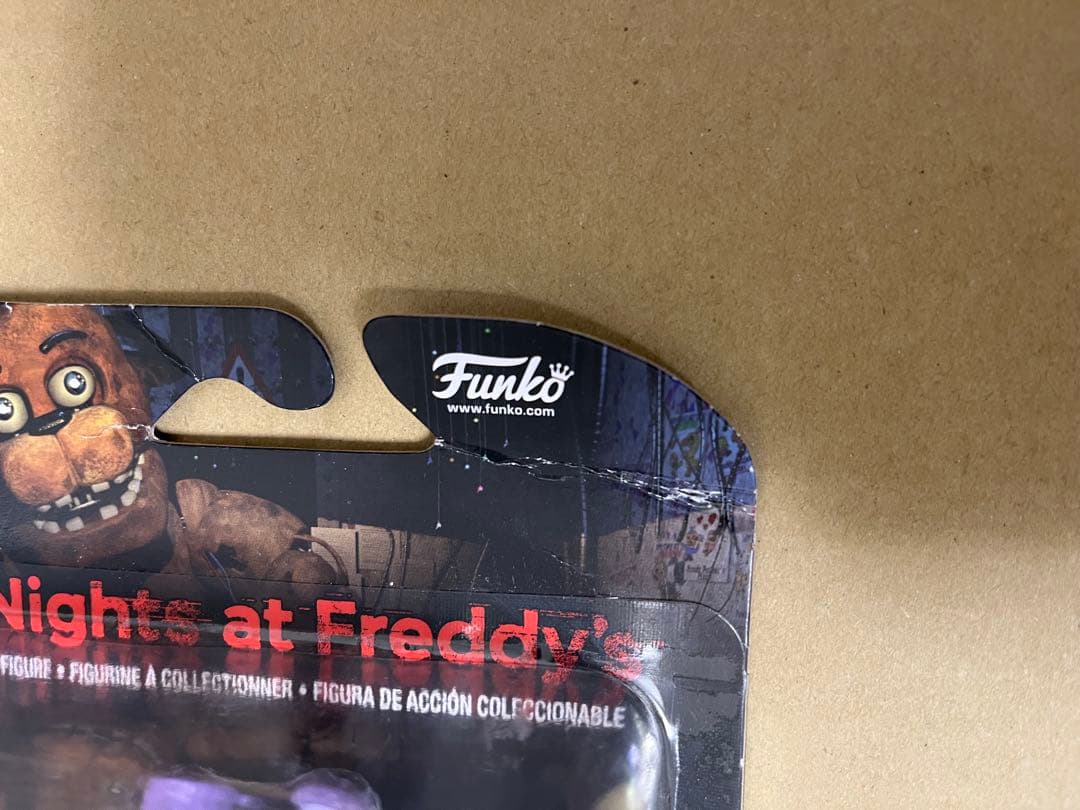 Funko
www.funko.com
Nights at Freddy's
FIGURE • FIGURINE À COLLECTIONNER • FIGURA DE ACCIÓN COLECCIONABLE